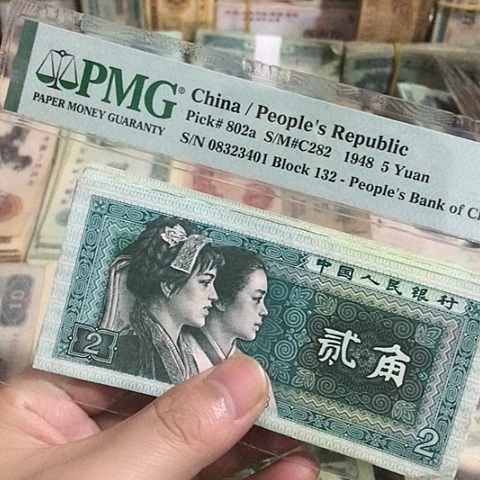 PMG
PAPER MONEY GUARANTY
China / People's Republic
Pick# 802a S/M#C282 1948 5 Yuan
S/N 08323401 Block 132 - People's Bank of
中国人民银行
贰角
2
2